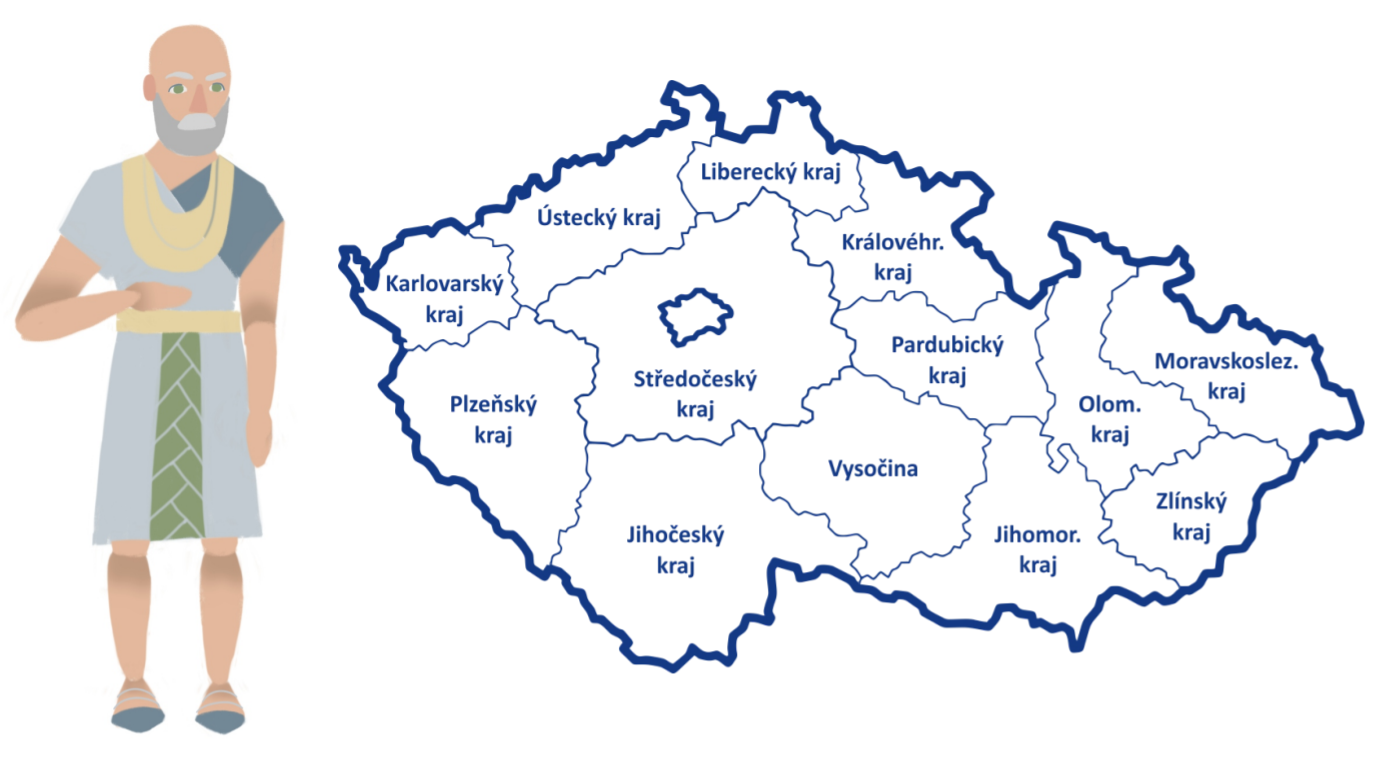 Liberecký kraj
Ústecký kraj
Královéhr.
kraj
Karlovarský
kraj
Pardubický
kraj
Moravskoslez.
kraj
Středočeský
kraj
Plzeňský
kraj
Olom.
kraj
Vysočina
Zlínský
kraj
Jihočeský
kraj
Jihomor.
kraj